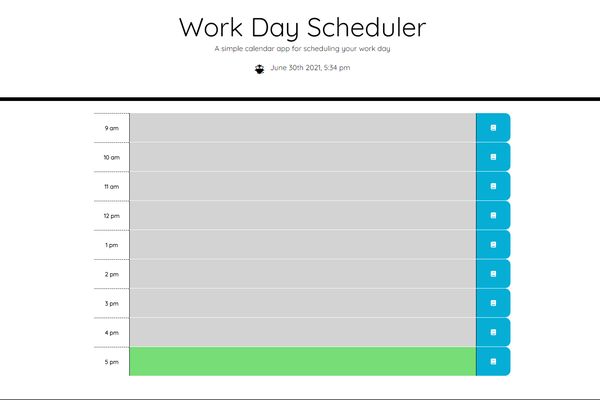 Work Day Scheduler
A simple calendar app for scheduling your work day
June 30th 2021, 5:34 pm
9 am
10 am
11 am
12 pm
1 pm
2 pm
3 pm
4 pm
5 pm